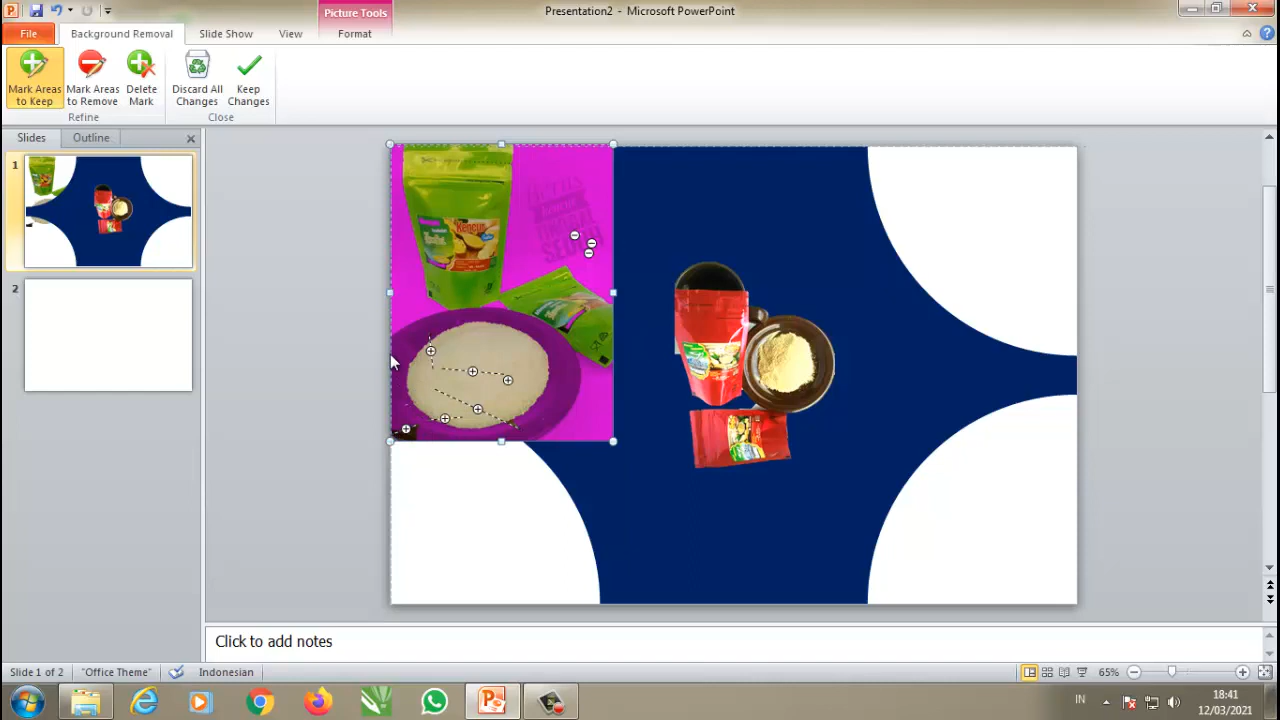 Picture Tools
Presentation2 - Microsoft PowerPoint
File
Background Removal
Slide Show
View
Format
Mark Areas to Keep
Mark Areas to Remove
Delete Mark
Discard All Changes
Keep Changes
Refine
Close
Slides
Outline
1
2
Kencur
Click to add notes
Slide 1 of 2
"Office Theme"
Indonesian
65%
IN
18:41
12/03/2021